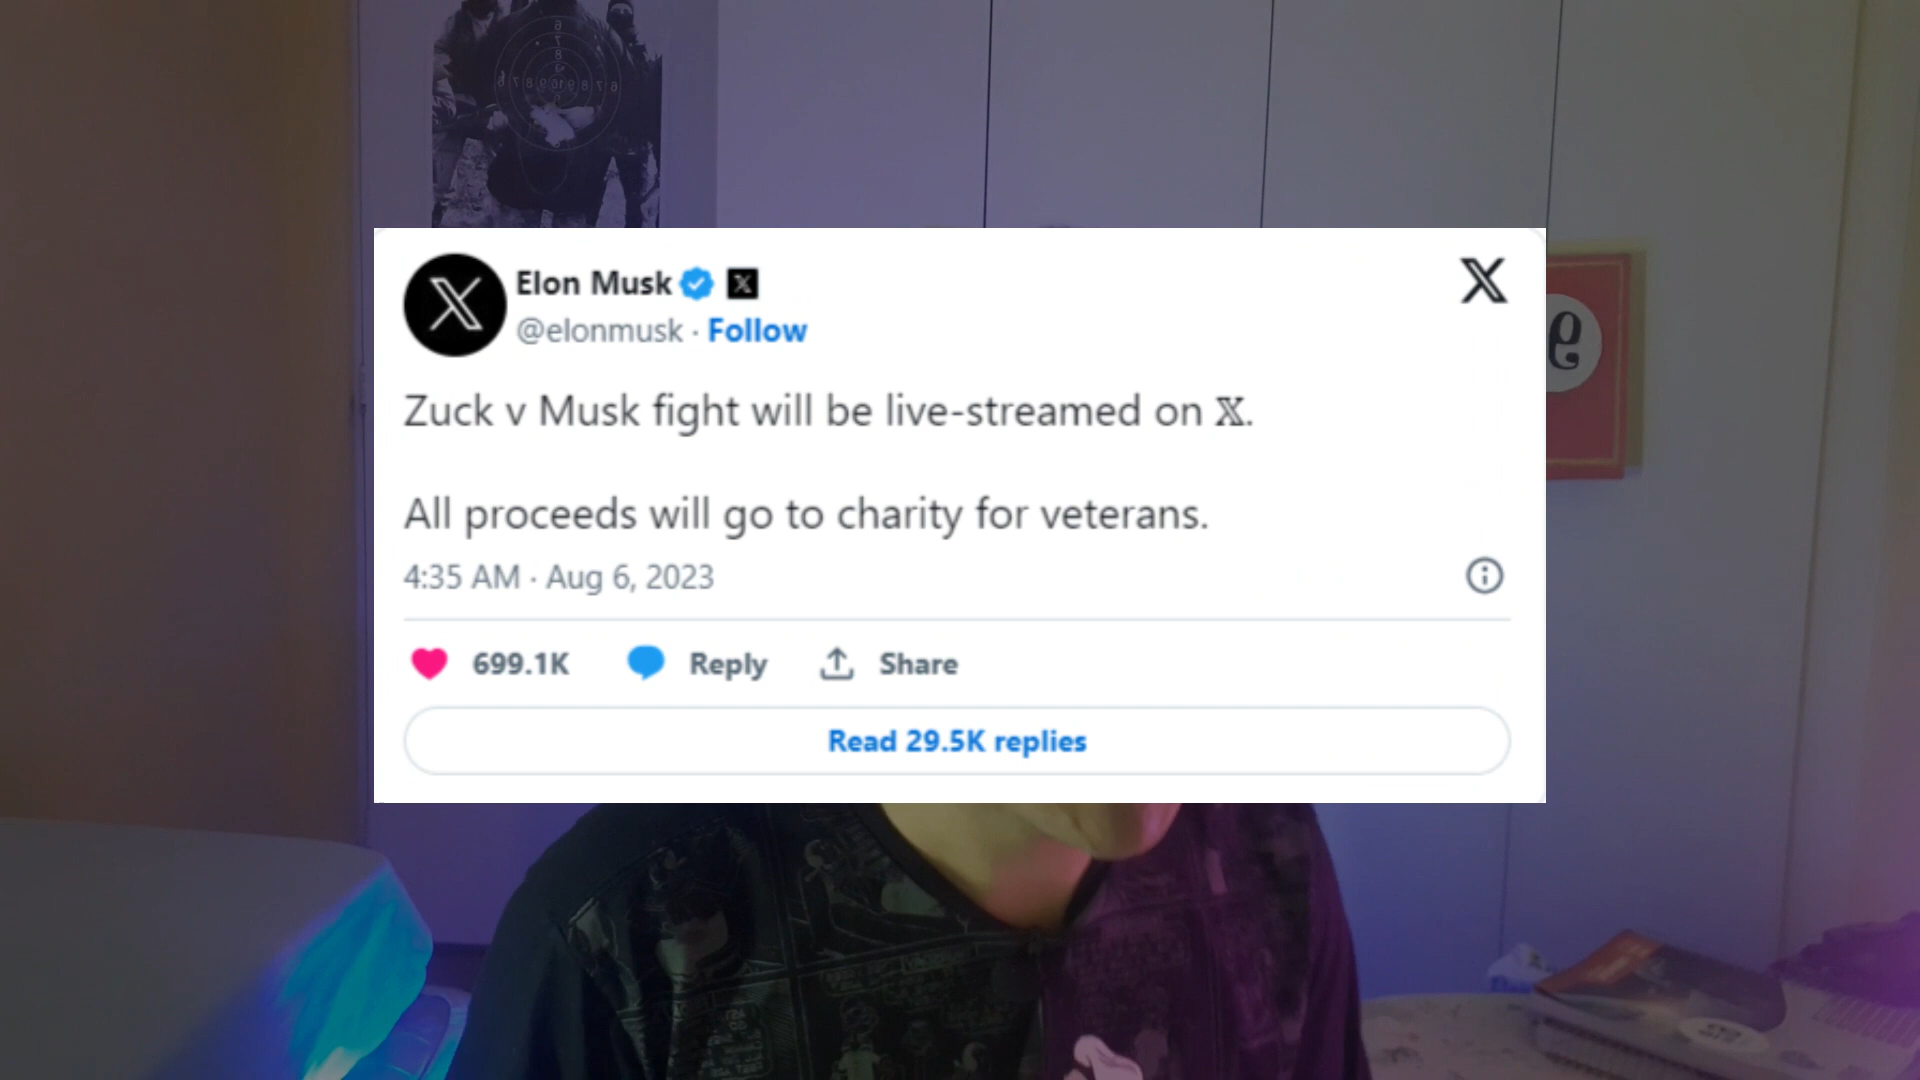 Elon Musk
@elonmusk · Follow
Zuck v Musk fight will be live-streamed on 𝕏.
All proceeds will go to charity for veterans.
4:35 AM · Aug 6, 2023
699.1K Reply Share
Read 29.5K replies